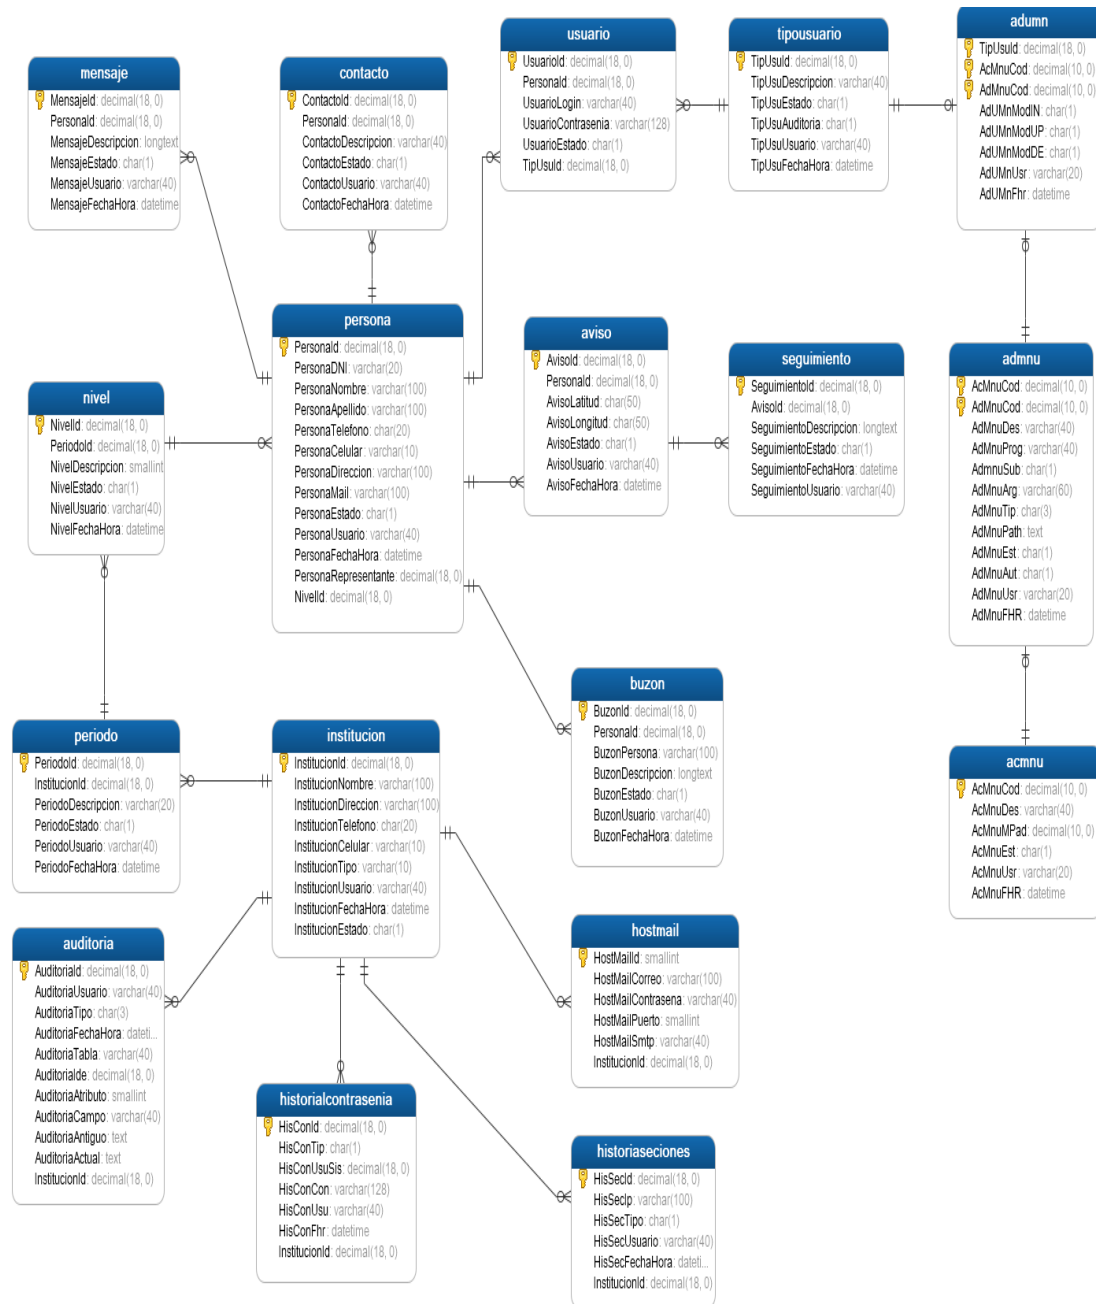 mensaje
MensajeId: decimal(18, 0)
PersonaId: decimal(18, 0)
MensajeDescripcion: longtext
MensajeEstado: char(1)
MensajeUsuario: varchar(40)
MensajeFechaHora: datetime
contacto
ContactoId: decimal(18, 0)
PersonaId: decimal(18, 0)
ContactoDescripcion: varchar(40)
ContactoEstado: char(1)
ContactoUsuario: varchar(40)
ContactoFechaHora: datetime
usuario
UsuarioId: decimal(18, 0)
PersonaId: decimal(18, 0)
UsuarioLogin: varchar(40)
UsuarioContrasenia: varchar(128)
UsuarioEstado: char(1)
TipUsuId: decimal(18, 0)
tipousuario
TipUsuId: decimal(18, 0)
TipUsuDescripcion: varchar(40)
TipUsuEstado: char(1)
TipUsuAuditoria: char(1)
TipUsuUsuario: varchar(40)
TipUsuFechaHora: datetime
adumn
TipUsuId: decimal(18, 0)
AcMnuCod: decimal(10, 0)
AdMnuCod: decimal(10, 0)
AdUMnModIN: char(1)
AdUMnModUP: char(1)
AdUMnModDE: char(1)
AdUMnUsr: varchar(20)
AdUMnFhr: datetime
persona
PersonaId: decimal(18, 0)
PersonaDNI: varchar(20)
PersonaNombre: varchar(100)
PersonaApellido: varchar(100)
PersonaTelefono: char(20)
PersonaCelular: varchar(10)
PersonaDireccion: varchar(100)
PersonaMail: varchar(100)
PersonaEstado: char(1)
PersonaUsuario: varchar(40)
PersonaFechaHora: datetime
PersonaRepresentante: decimal(18, 0)
NivelId: decimal(18, 0)
aviso
AvisoId: decimal(18, 0)
PersonaId: decimal(18, 0)
AvisoLatitud: char(50)
AvisoLongitud: char(50)
AvisoEstado: char(1)
AvisoUsuario: varchar(40)
AvisoFechaHora: datetime
seguimiento
SeguimientoId: decimal(18, 0)
AvisoId: decimal(18, 0)
SeguimientoDescripcion: longtext
SeguimientoEstado: char(1)
SeguimientoFechaHora: datetime
SeguimientoUsuario: varchar(40)
admnu
AcMnuCod: decimal(10, 0)
AdMnuCod: decimal(10, 0)
AdMnuDes: varchar(40)
AdMnuProg: varchar(40)
AdmnuSub: char(1)
AdMnuArg: varchar(60)
AdMnuTip: char(3)
AdMnuPath: text
AdMnuEst: char(1)
AdMnuAut: char(1)
AdMnuUsr: varchar(20)
AdMnuFHR: datetime
nivel
NivelId: decimal(18, 0)
PeriodoId: decimal(18, 0)
NivelDescripcion: smallint
NivelEstado: char(1)
NivelUsuario: varchar(40)
NivelFechaHora: datetime
buzon
BuzonId: decimal(18, 0)
PersonaId: decimal(18, 0)
BuzonPersona: varchar(100)
BuzonDescripcion: longtext
BuzonEstado: char(1)
BuzonUsuario: varchar(40)
BuzonFechaHora: datetime
periodo
PeriodoId: decimal(18, 0)
InstitucionId: decimal(18, 0)
PeriodoDescripcion: varchar(20)
PeriodoEstado: char(1)
PeriodoUsuario: varchar(40)
PeriodoFechaHora: datetime
institucion
InstitucionId: decimal(18, 0)
InstitucionNombre: varchar(100)
InstitucionDireccion: varchar(100)
InstitucionTelefono: char(20)
InstitucionCelular: varchar(10)
InstitucionTipo: varchar(10)
InstitucionUsuario: varchar(40)
InstitucionFechaHora: datetime
InstitucionEstado: char(1)
acmnu
AcMnuCod: decimal(10, 0)
AcMnuDes: varchar(40)
AcMnuMPad: decimal(10, 0)
AcMnuEst: char(1)
AcMnuUsr: varchar(20)
AcMnuFHR: datetime
auditoria
AuditoriaId: decimal(18, 0)
AuditoriaUsuario: varchar(40)
AuditoriaTipo: char(3)
AuditoriaFechaHora: dateti...
AuditoriaTabla: varchar(40)
AuditoriaIde: decimal(18, 0)
AuditoriaAtributo: smallint
AuditoriaCampo: varchar(40)
AuditoriaAntiguo: text
AuditoriaActual: text
InstitucionId: decimal(18, 0)
hostmail
HostMailId: smallint
HostMailCorreo: varchar(100)
HostMailContrasena: varchar(40)
HostMailPuerto: smallint
HostMailSmtp: varchar(40)
InstitucionId: decimal(18, 0)
historialcontrasenia
HisConId: decimal(18, 0)
HisConTip: char(1)
HisConUsuSis: decimal(18, 0)
HisConCon: varchar(128)
HisConUsu: varchar(40)
HisConFhr: datetime
InstitucionId: decimal(18, 0)
historiaseciones
HisSecId: decimal(18, 0)
HisSecIp: varchar(100)
HisSecTipo: char(1)
HisSecUsuario: varchar(40)
HisSecFechaHora: dateti...
InstitucionId: decimal(18, 0)